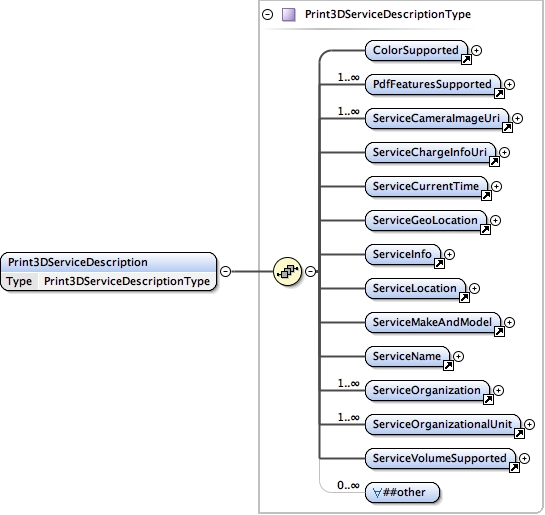 Print3DServiceDescriptionType
ColorSupported
1..∞ PdfFeaturesSupported
1..∞ ServiceCameraImageUri
ServiceChargeInfoUri
ServiceCurrentTime
ServiceGeoLocation
ServiceInfo
Print3DServiceDescription
Type Print3DServiceDescriptionType
ServiceLocation
ServiceMakeAndModel
ServiceName
1..∞ ServiceOrganization
1..∞ ServiceOrganizationalUnit
ServiceVolumeSupported
0..∞ ∀##other